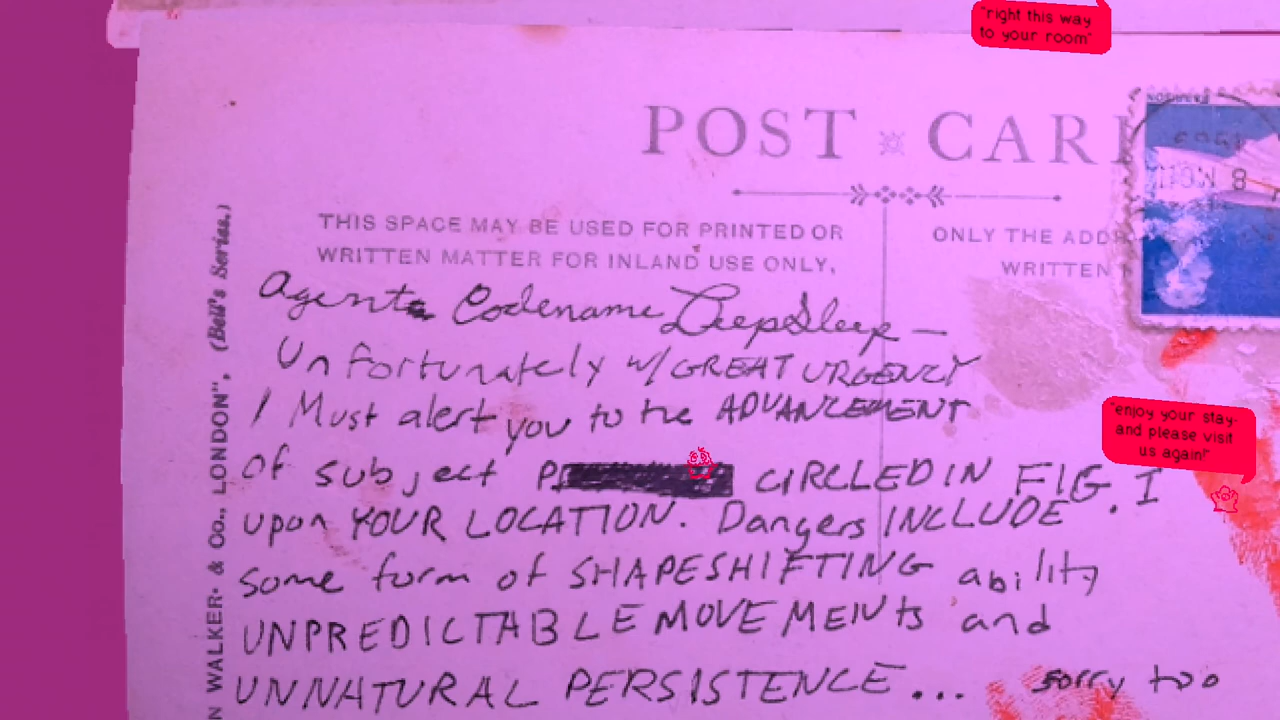 "right this way
to your room"
POST CAR
THIS SPACE MAY BE USED FOR PRINTED OR
WRITTEN MATTER FOR INLAND USE ONLY.
ONLY THE ADDR
WRITTEN
N WALKER & Co., LONDON", (Bell's Series.)
NOV 8
Agent Codename DeepSleep —
Unfortunately w/ GREAT URGENCY
I Must alert you to the ADVANCEMENT
of subject P CIRCLED IN FIG. I
upon YOUR LOCATION. Dangers INCLUDE
some form of SHAPESHIFTING ability
UNPREDICTABLE MOVEMENts and
UNNATURAL PERSISTENCE... sorry too
"enjoy your stay-
and please visit
us again!"